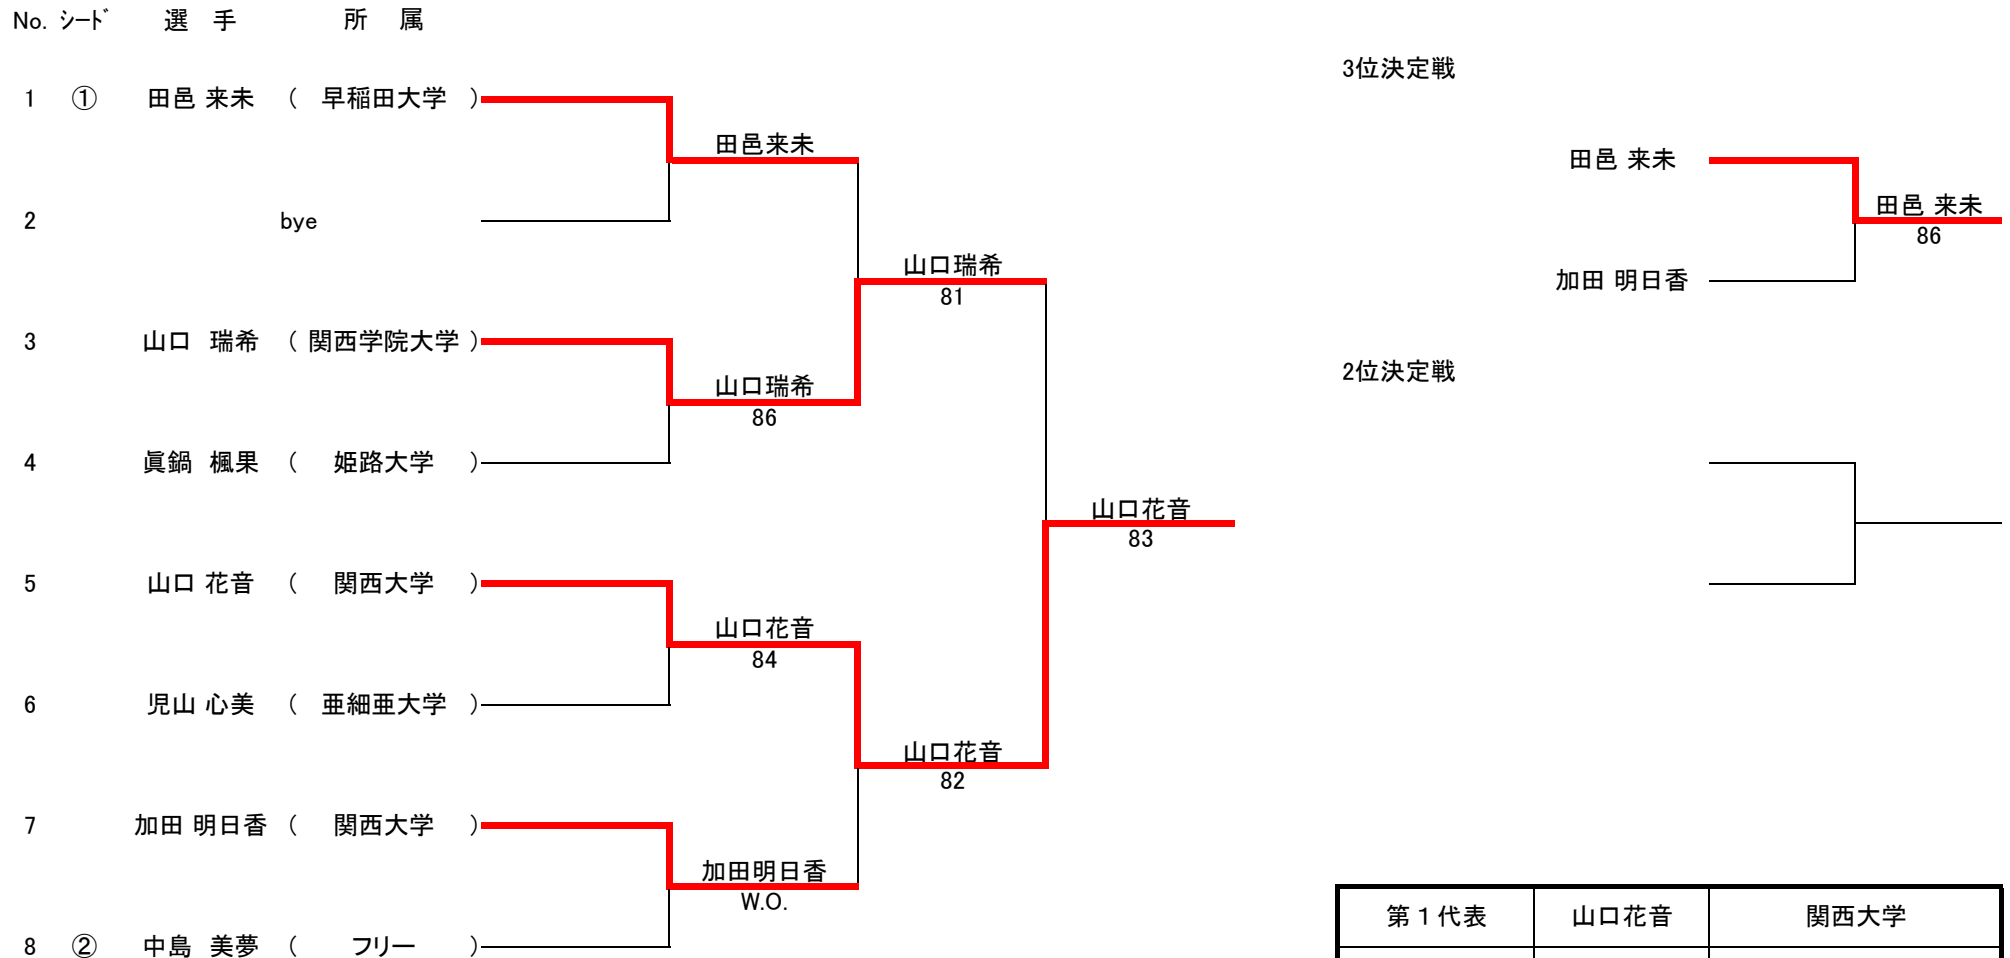 No. シード 選 手 所 属
3位決定戦
1 ① 田邑 来未 ( 早稲田大学 )
田邑来未
田邑 来未
田邑 来未
86
2 bye
山口瑞希
81
加田 明日香
3 山口 瑞希 ( 関西学院大学 )
山口瑞希
86
2位決定戦
4 眞鍋 楓果 ( 姫路大学 )
山口花音
83
5 山口 花音 ( 関西大学 )
山口花音
84
6 児山 心美 ( 亜細亜大学 )
山口花音
82
7 加田 明日香 ( 関西大学 )
加田明日香
W.O.
第1代表 山口花音 関西大学
8 ② 中島 美夢 ( フリー )